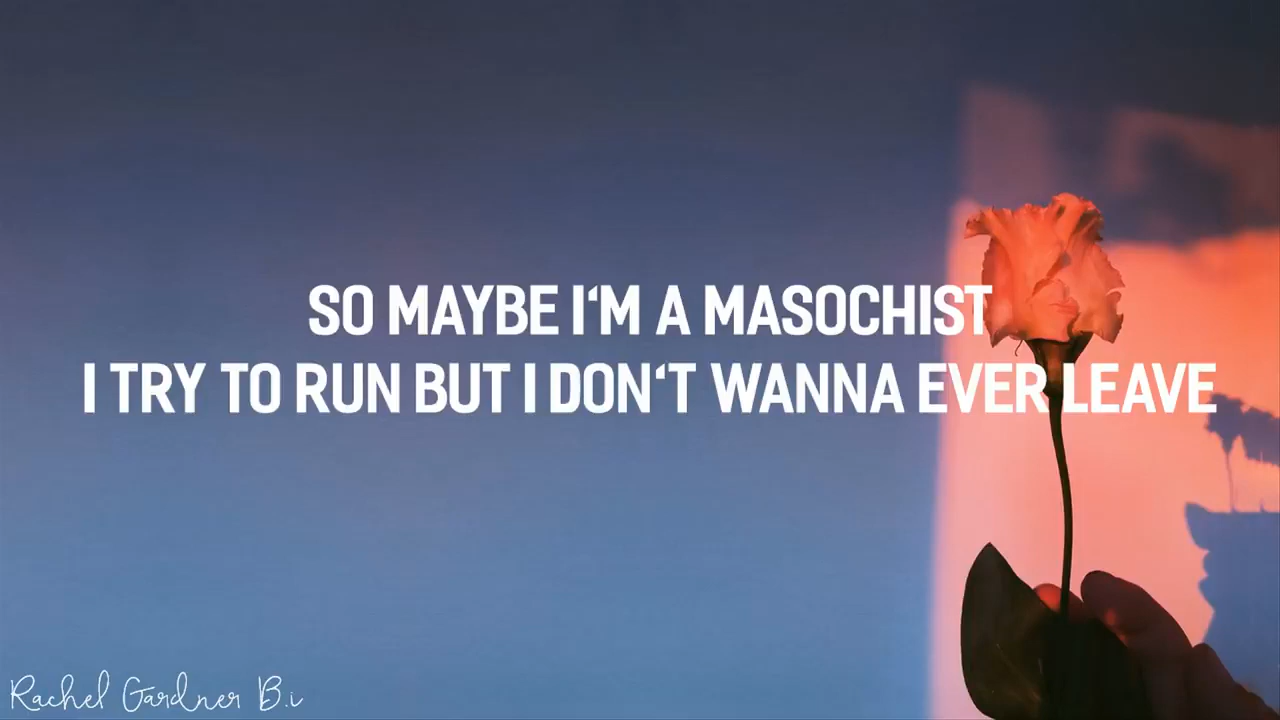 SO MAYBE I‘M A MASOCHIST
I TRY TO RUN BUT I DON‘T WANNA EVER LEAVE
Rachel Gardner B.i